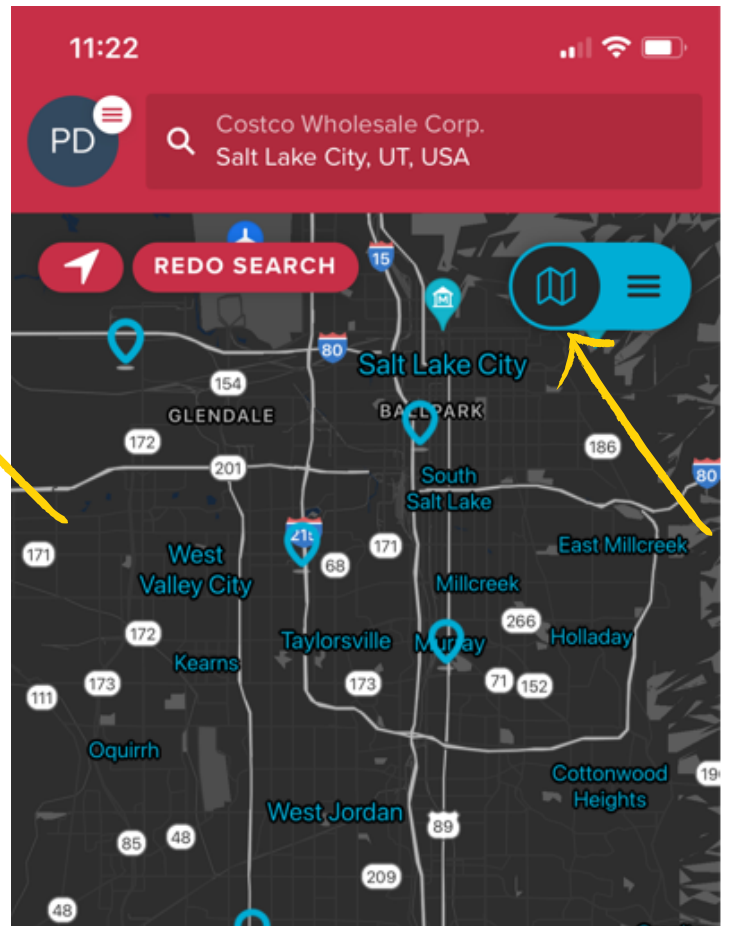 11:22
PD
Costco Wholesale Corp.
Salt Lake City, UT, USA
REDO SEARCH
15
M
80
Salt Lake City
154
GLENDALE
BALLPARK
172
186
201
80
South
Salt Lake
215
171
171
68
West
Valley City
East Millcreek
Millcreek
266
172
Taylorsville
Murray
Holladay
Kearns
173
173
71
152
111
Oquirrh
Cottonwood
Heights
West Jordan
89
85
48
209
48